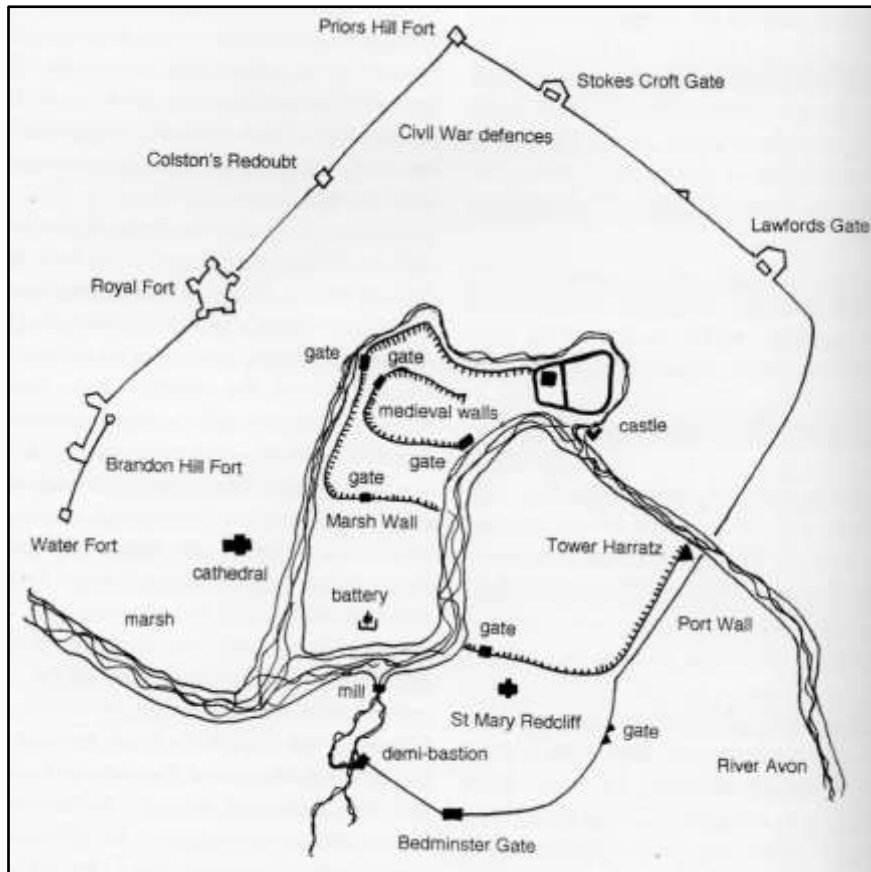 Priors Hill Fort
Stokes Croft Gate
Civil War defences
Colston's Redoubt
Lawfords Gate
Royal Fort
gate
gate
medieval walls
castle
Brandon Hill Fort
gate
gate
Marsh Wall
Water Fort
Tower Harratz
cathedral
battery
marsh
gate
Port Wall
mill
St Mary Redcliff
gate
demi-bastion
River Avon
Bedminster Gate